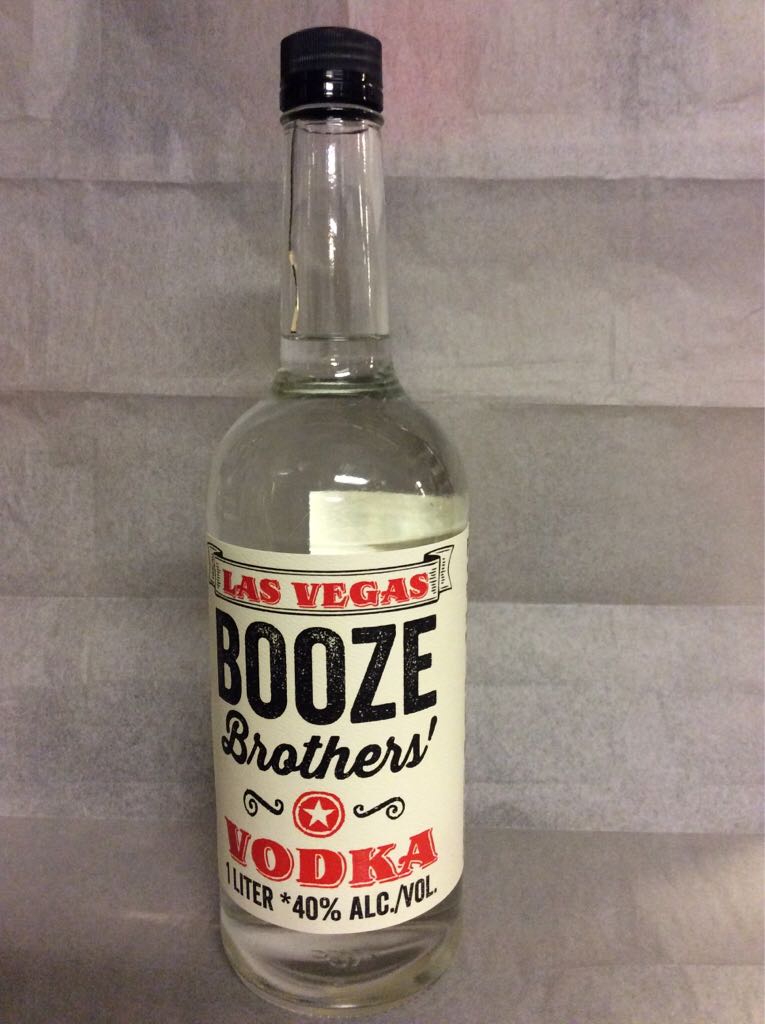 LAS VEGAS
BOOZE
Brothers'
VODKA
1 LITER *40% ALC./VOL.